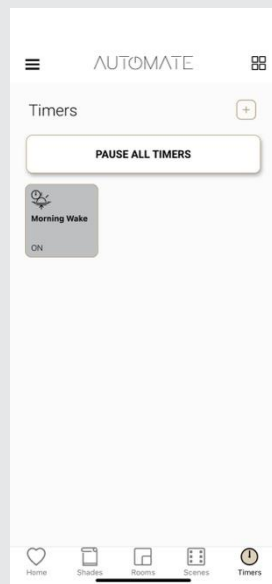 AUTOMATE
Timers
PAUSE ALL TIMERS
Morning Wake
ON
Home
Shades
Rooms
Scenes
Timers